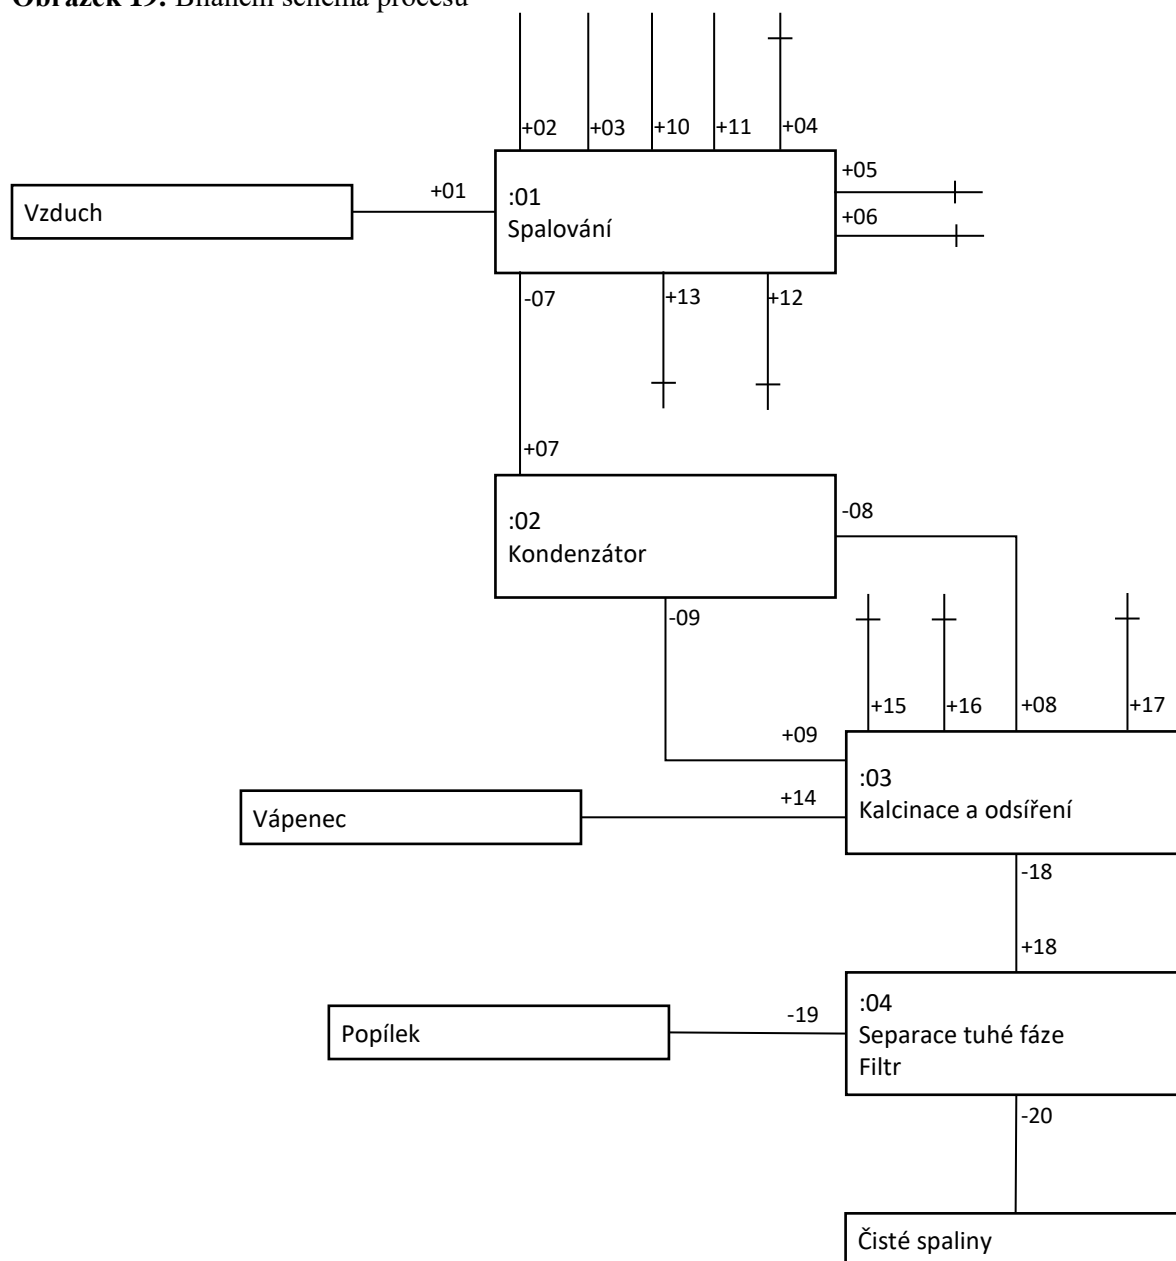 Obrázek 19: Bilanční schéma procesu
+02 +03 +10 +11 +04
+05
+01
:01
Vzduch
+06
Spalování
-07 +13 +12
+07
-08
:02
Kondenzátor
-09
+15 +16 +08 +17
+09
:03
+14
Vápenec
Kalcinace a odsíření
-18
+18
:04
-19
Popílek
Separace tuhé fáze
Filtr
-20
Čisté spaliny